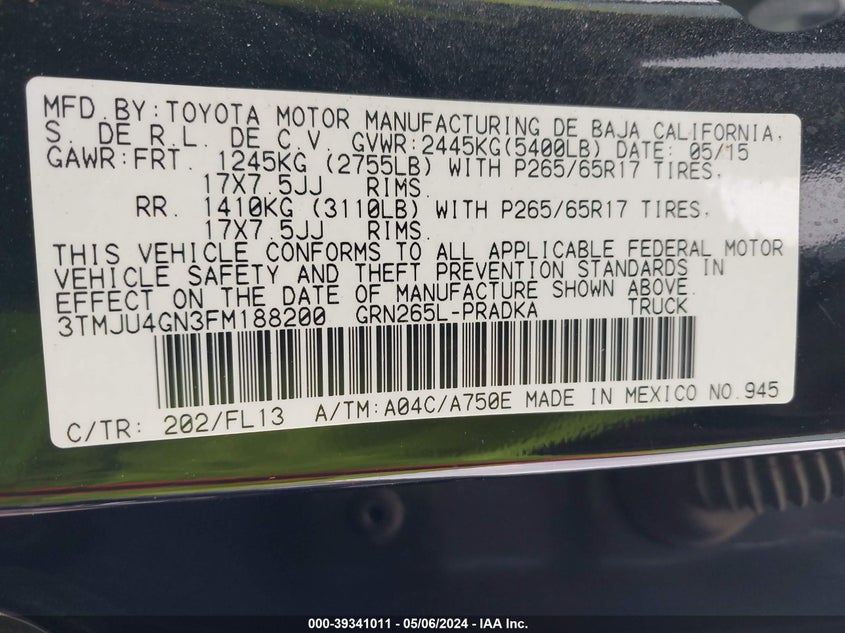 MFD.BY:TOYOTA MOTOR MANUFACTURING DE BAJA CALIFORNIA,
S. DE R.L. DE C.V. GVWR:2445KG(5400LB) DATE: 05/15
GAWR:FRT. 1245KG (2755LB) WITH P265/65R17 TIRES,
17X7.5JJ RIMS
RR. 1410KG (3110LB) WITH P265/65R17 TIRES,
17X7.5JJ RIMS
THIS VEHICLE CONFORMS TO ALL APPLICABLE FEDERAL MOTOR
VEHICLE SAFETY AND THEFT PREVENTION STANDARDS IN
EFFECT ON THE DATE OF MANUFACTURE SHOWN ABOVE.
3TMJU4GN3FM188200 GRN265L-PRADKA TRUCK
C/TR: 202/FL13 A/TM:A04C/A750E MADE IN MEXICO NO.945
000-39341011 - 05/06/2024 - IAA Inc.